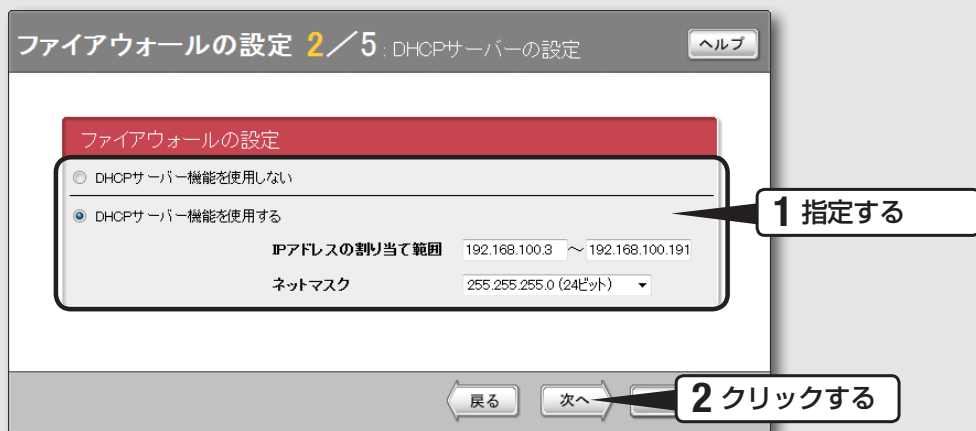 ファイアウォールの設定 2／5：DHCPサーバーの設定 ヘルプ
ファイアウォールの設定
DHCPサーバー機能を使用しない
DHCPサーバー機能を使用する
1 指定する
IPアドレスの割り当て範囲 192.168.100.3 ～ 192.168.100.191
ネットマスク 255.255.255.0 (24ビット)
戻る 次へ
2 クリックする